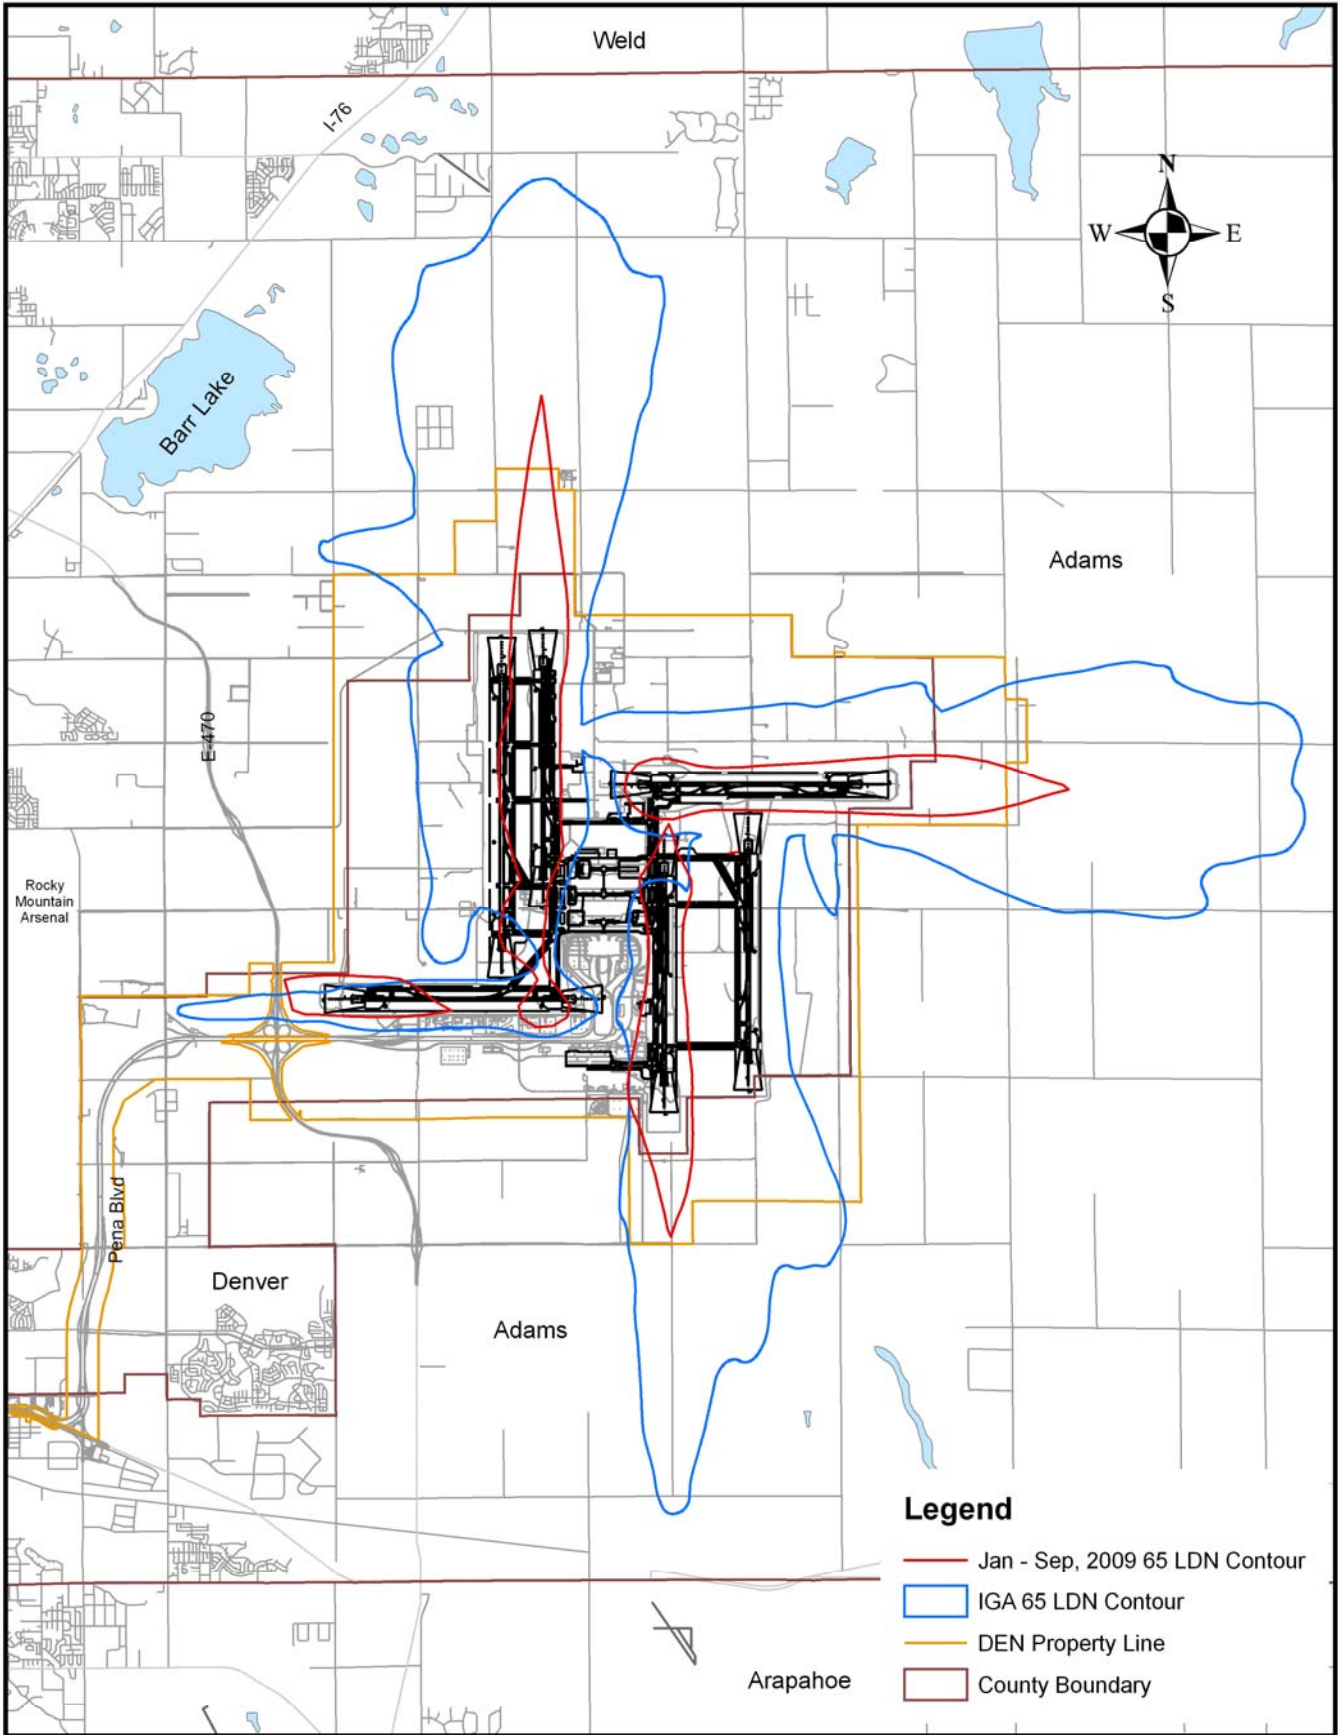 Weld
I-76
N
W
E
S
Barr Lake
Adams
E-470
Rocky
Mountain
Arsenal
Pena Blvd
Denver
Adams
Legend
Jan - Sep, 2009 65 LDN Contour
IGA 65 LDN Contour
DEN Property Line
County Boundary
Arapahoe